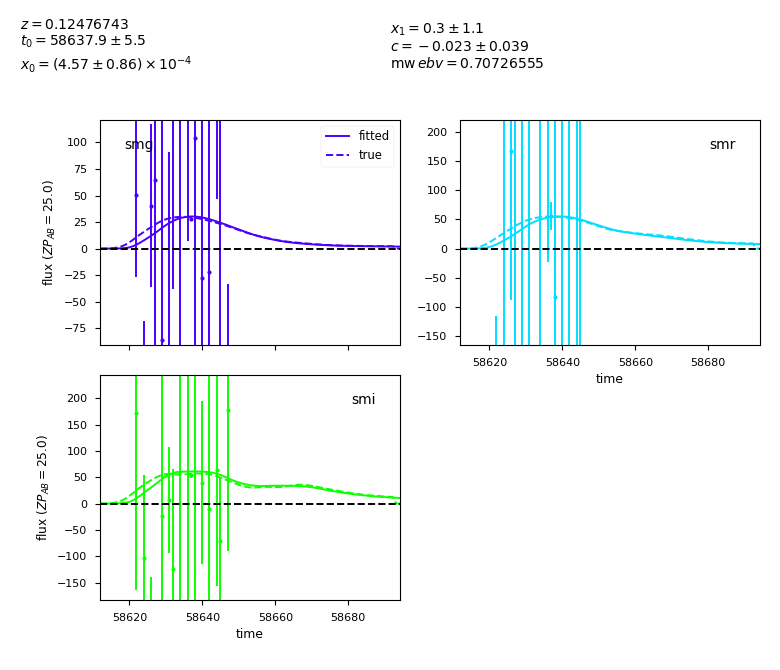 z = 0.12476743
t₀ = 58637.9 ± 5.5
x₀ = (4.57 ± 0.86) × 10⁻⁴
x₁ = 0.3 ± 1.1
c = −0.023 ± 0.039
mw ebv = 0.70726555
smg
fitted
true
100
75
50
25
0
−25
−50
−75
flux (ZP_AB = 25.0)
smr
200
150
100
50
0
−50
−100
−150
58620 58640 58660 58680
time
smi
200
150
100
50
0
−50
−100
−150
flux (ZP_AB = 25.0)
58620 58640 58660 58680
time